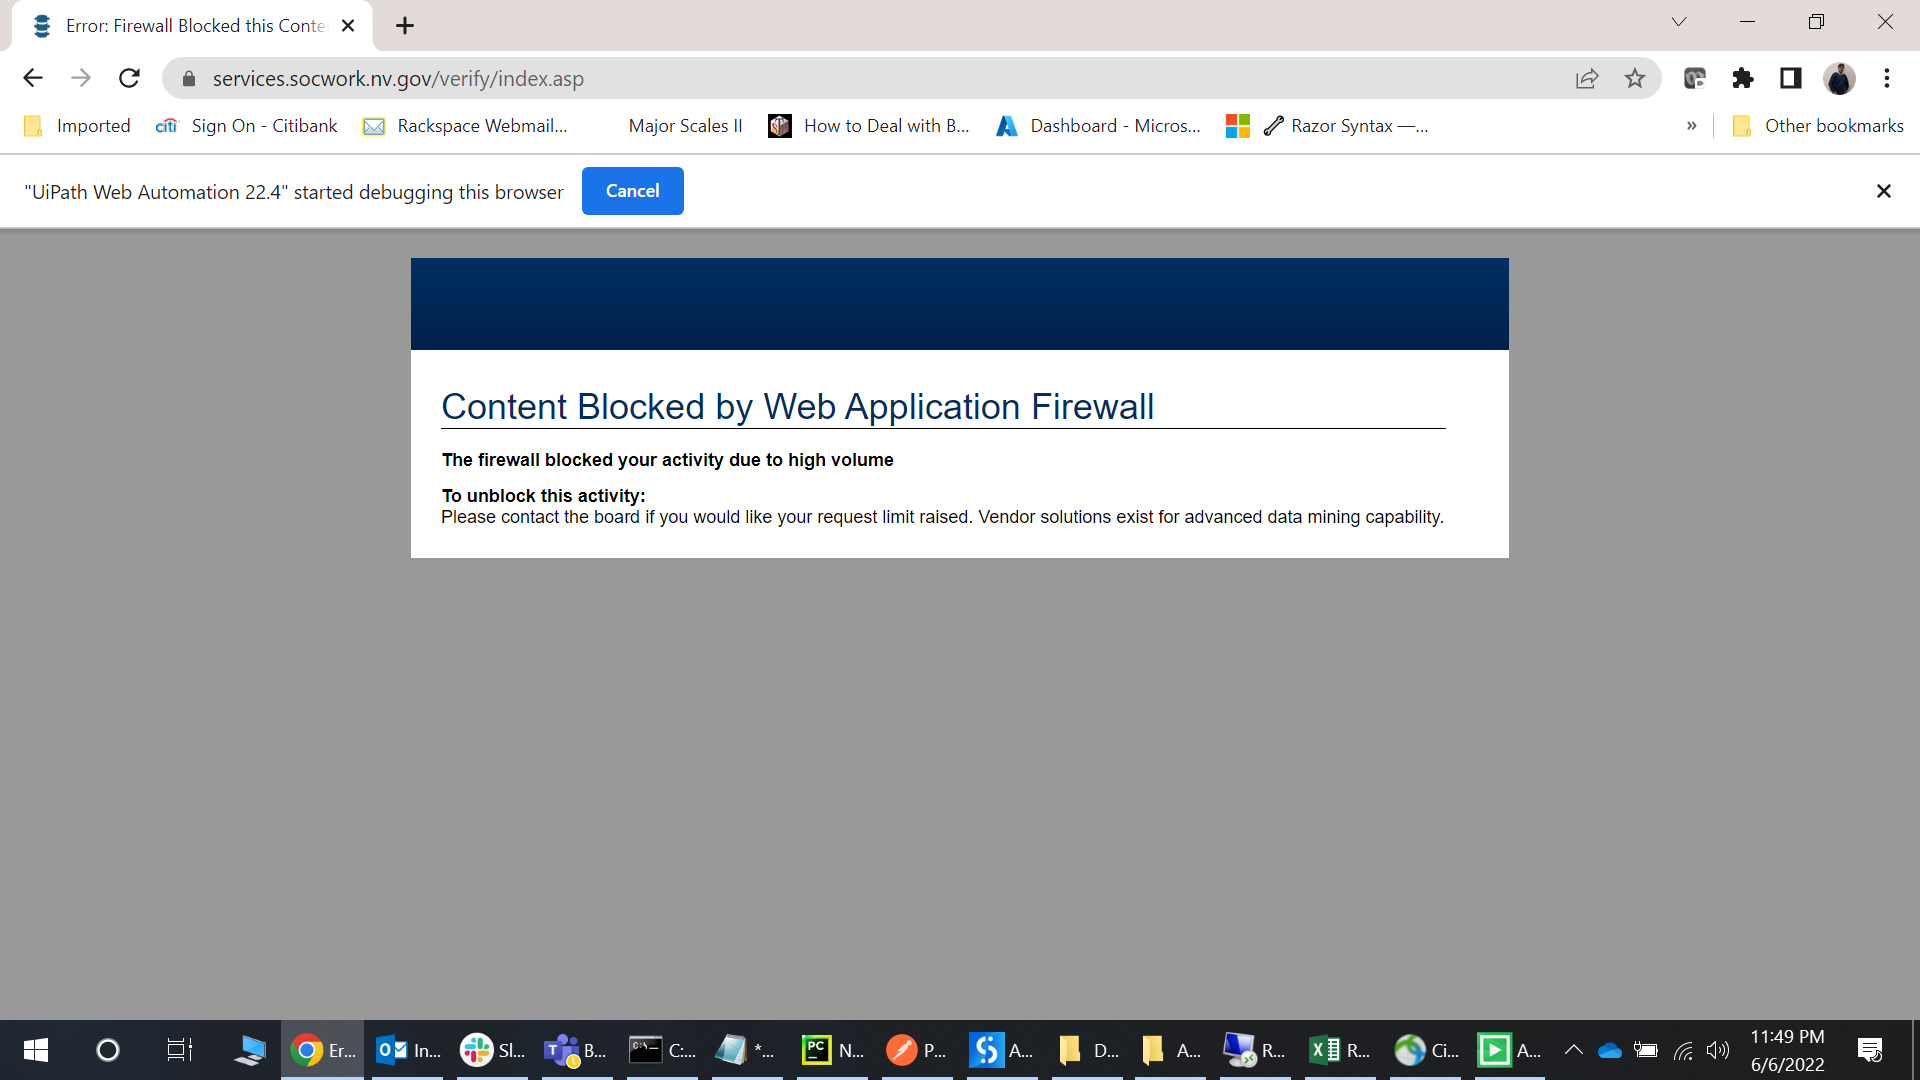 Error: Firewall Blocked this Conte
services.socwork.nv.gov/verify/index.asp
Imported
citi
Sign On - Citibank
Rackspace Webmail...
Major Scales II
How to Deal with B...
Dashboard - Micros...
Razor Syntax —...
»
Other bookmarks
"UiPath Web Automation 22.4" started debugging this browser
Cancel
Content Blocked by Web Application Firewall
The firewall blocked your activity due to high volume
To unblock this activity:
Please contact the board if you would like your request limit raised. Vendor solutions exist for advanced data mining capability.
Er...
In...
Sl...
B...
C:...
*...
PC
N...
P...
A...
D...
A...
R...
R...
Ci...
A...
11:49 PM
6/6/2022